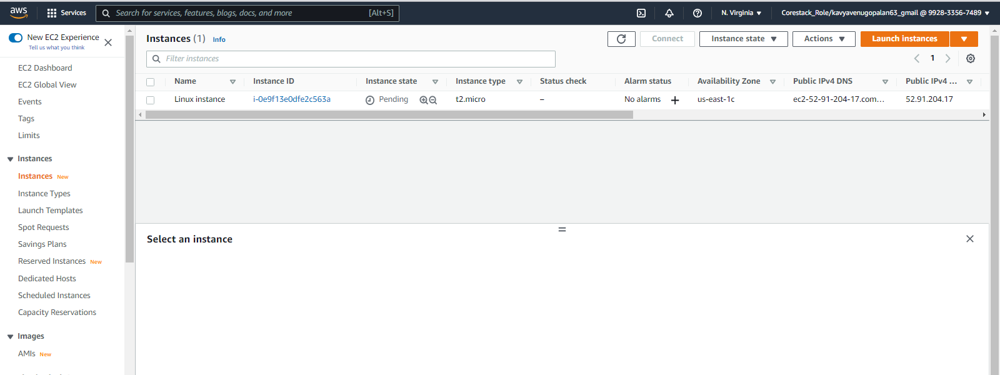 aws Services Search for services, features, blogs, docs, and more [Alt+S] N. Virginia Corestack_Role/kavyavenugopalan63_gmail @ 9928-3356-7489
New EC2 Experience
Tell us what you think
EC2 Dashboard
EC2 Global View
Events
Tags
Limits
Instances
Instances New
Instance Types
Launch Templates
Spot Requests
Savings Plans
Reserved Instances New
Dedicated Hosts
Scheduled Instances
Capacity Reservations
Images
AMIs New
Instances (1) Info Connect Instance state Actions Launch instances
Filter instances 1
Name Instance ID Instance state Instance type Status check Alarm status Availability Zone Public IPv4 DNS Public IPv4 ...
Linux instance i-0e9f13e0dfe2c563a Pending t2.micro – No alarms + us-east-1c ec2-52-91-204-17.com... 52.91.204.17
Select an instance